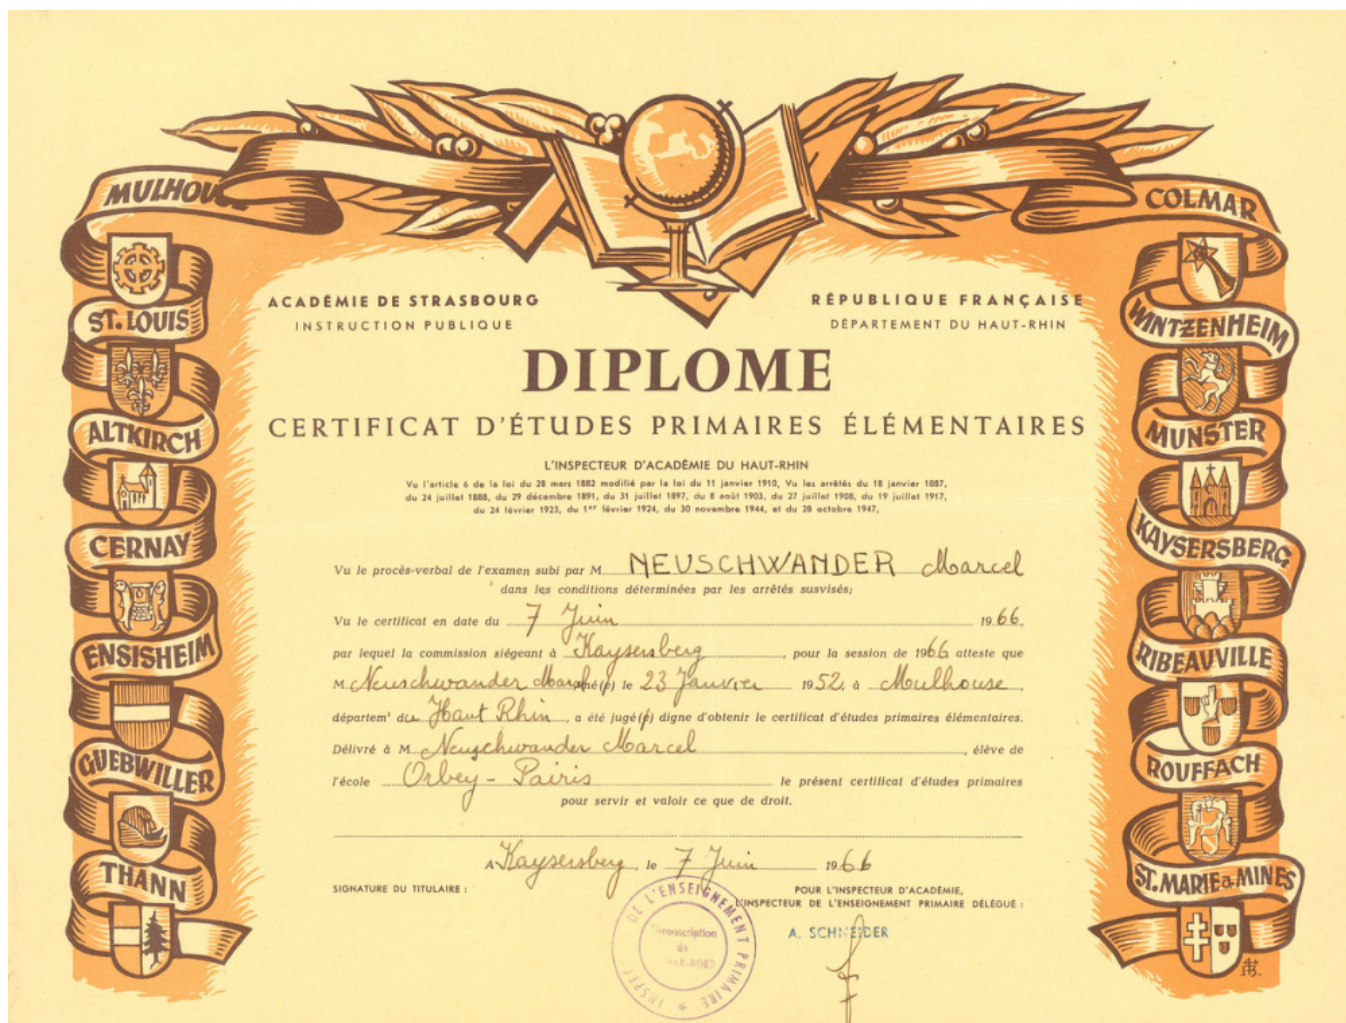 MULHOUSE
COLMAR
ST. LOUIS
WINTZENHEIM
ALTKIRCH
MUNSTER
CERNAY
KAYSERSBERG
ENSISHEIM
RIBEAUVILLE
GUEBWILLER
ROUFFACH
THANN
ST. MARIE a. MINES
ACADÉMIE DE STRASBOURG
INSTRUCTION PUBLIQUE
RÉPUBLIQUE FRANÇAISE
DÉPARTEMENT DU HAUT-RHIN
DIPLOME
CERTIFICAT D'ÉTUDES PRIMAIRES ÉLÉMENTAIRES
L'INSPECTEUR D'ACADÉMIE DU HAUT-RHIN
Vu l'article 6 de la loi du 28 mars 1882 modifié par la loi du 11 janvier 1910, Vu les arrêtés du 18 janvier 1887,
du 24 juillet 1888, du 29 décembre 1891, du 31 juillet 1897, du 8 août 1903, du 27 juillet 1908, du 19 juillet 1917,
du 24 février 1923, du 1er février 1924, du 30 novembre 1944, et du 28 octobre 1947,
Vu le procès-verbal de l'examen subi par M NEUSCHWANDER Marcel
dans les conditions déterminées par les arrêtés susvisés;
Vu le certificat en date du 7 Juin 1966,
par lequel la commission siégeant à Kaysersberg, pour la session de 1966 atteste que
M Neuschwander Marcel né(e) le 23 Janvier 1952, à Mulhouse,
départemt du Haut Rhin, a été jugé(e) digne d'obtenir le certificat d'études primaires élémentaires.
Délivré à M Neuschwander Marcel, élève de
l'école Orbey - Pairis le présent certificat d'études primaires
pour servir et valoir ce que de droit.
A Kaysersberg, le 7 Juin 1966
SIGNATURE DU TITULAIRE :
POUR L'INSPECTEUR D'ACADÉMIE,
L'INSPECTEUR DE L'ENSEIGNEMENT PRIMAIRE DÉLÉGUÉ :
A. SCHNEIDER
DE L'ENSEIGNEMENT PRIMAIRE
Circonscription
de